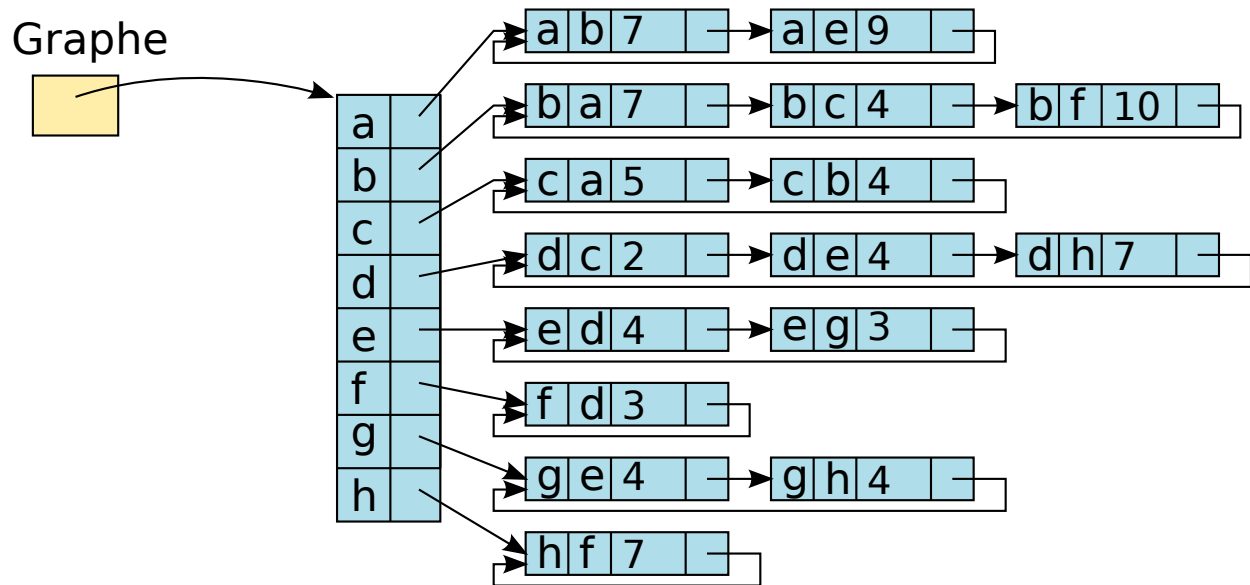 Graphe
a b 7 a e 9
b a 7 b c 4 b f 10
c a 5 c b 4
d c 2 d e 4 d h 7
e d 4 e g 3
f d 3
g e 4 g h 4
h f 7
a
b
c
d
e
f
g
h